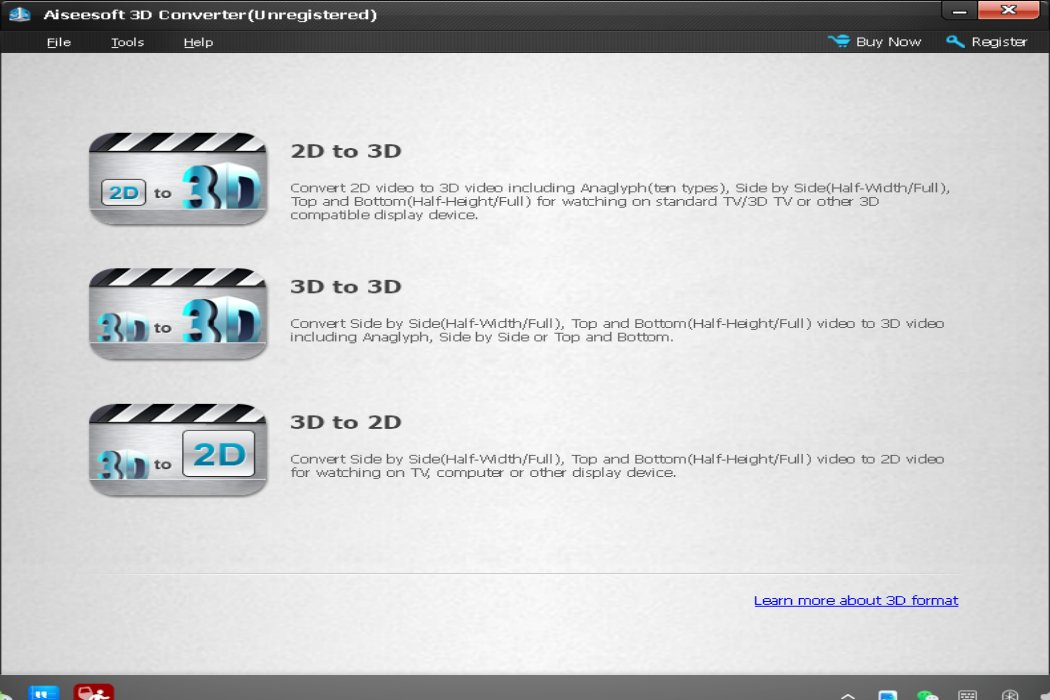 Aiseesoft 3D Converter(Unregistered)
File Tools Help Buy Now Register
2D to 3D
2D to 3D
Convert 2D video to 3D video including Anaglyph(ten types), Side by Side(Half-Width/Full),
Top and Bottom(Half-Height/Full) for watching on standard TV/3D TV or other 3D
compatible display device.
3D to 3D
3D to 3D
Convert Side by Side(Half-Width/Full), Top and Bottom(Half-Height/Full) video to 3D video
including Anaglyph, Side by Side or Top and Bottom.
3D to 2D
3D to 2D
Convert Side by Side(Half-Width/Full), Top and Bottom(Half-Height/Full) video to 2D video
for watching on TV, computer or other display device.
Learn more about 3D format